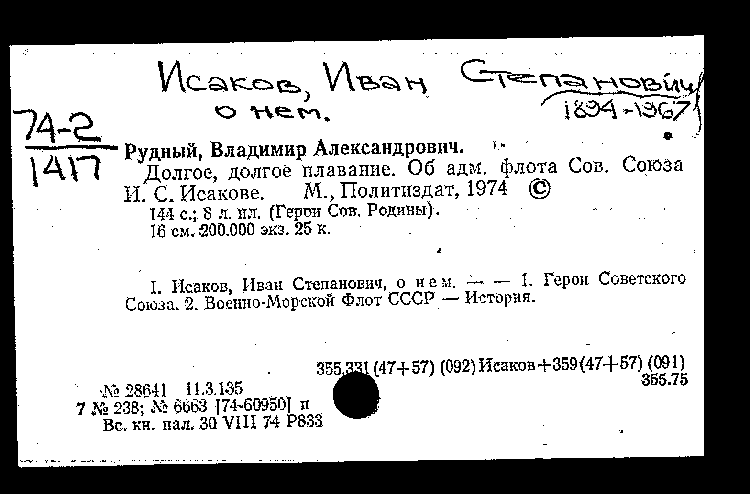 Исаков, Иван Степанович
о нем.
1894-1967
74-2
1417
Рудный, Владимир Александрович.
Долгое, долгое плавание. Об адм. флота Сов. Союза
И. С. Исакове. М., Политиздат, 1974 ©
144 с.; 8 л. ил. (Герои Сов. Родины).
16 см. 200.000 экз. 25 к.
I. Исаков, Иван Степанович, о нем. — — 1. Герои Советского
Союза. 2. Военно-Морской Флот СССР — История.
355.331(47+57) (092)Исаков+359(47+57) (091)
355.75
№ 28641 11.3.135
7 № 238; № 6663 [74-60950] п
Вс. кн. пал. 30 VIII 74 Р833